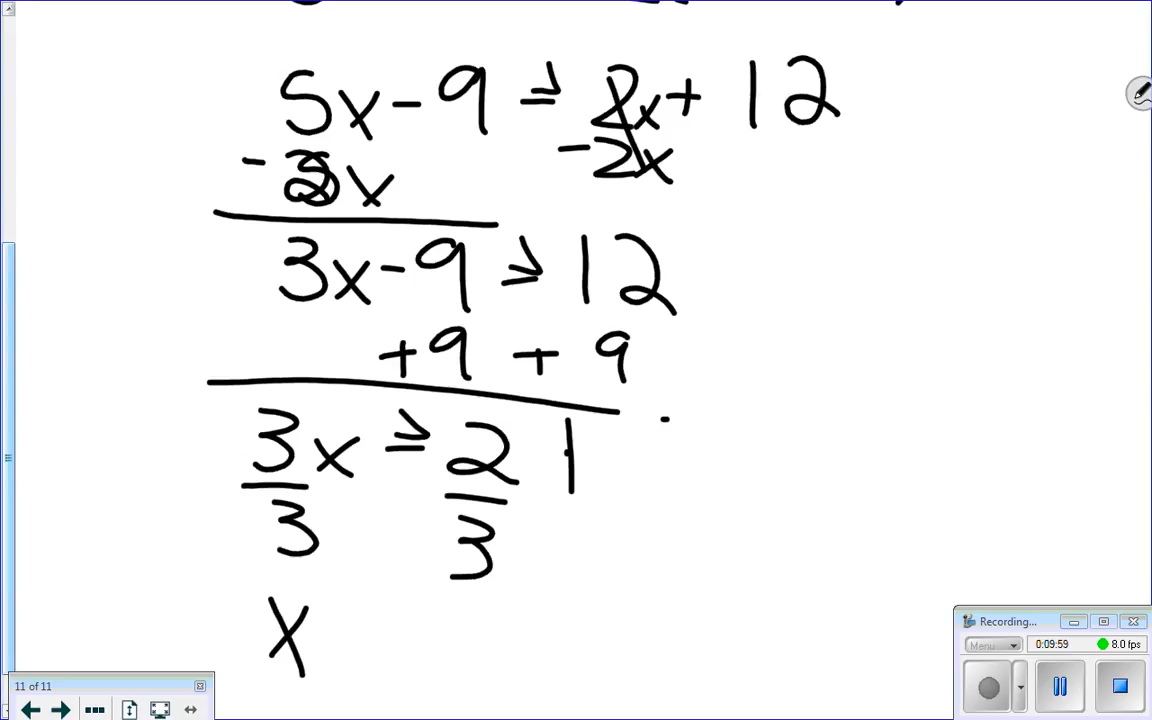 5x - 9 ≥ 2x + 12
- 2x - 2x
3x - 9 ≥ 12
+ 9 + 9
3x ≥ 21
3 3
x
Recording...
Menu 0:09:59 8.0 fps
11 of 11